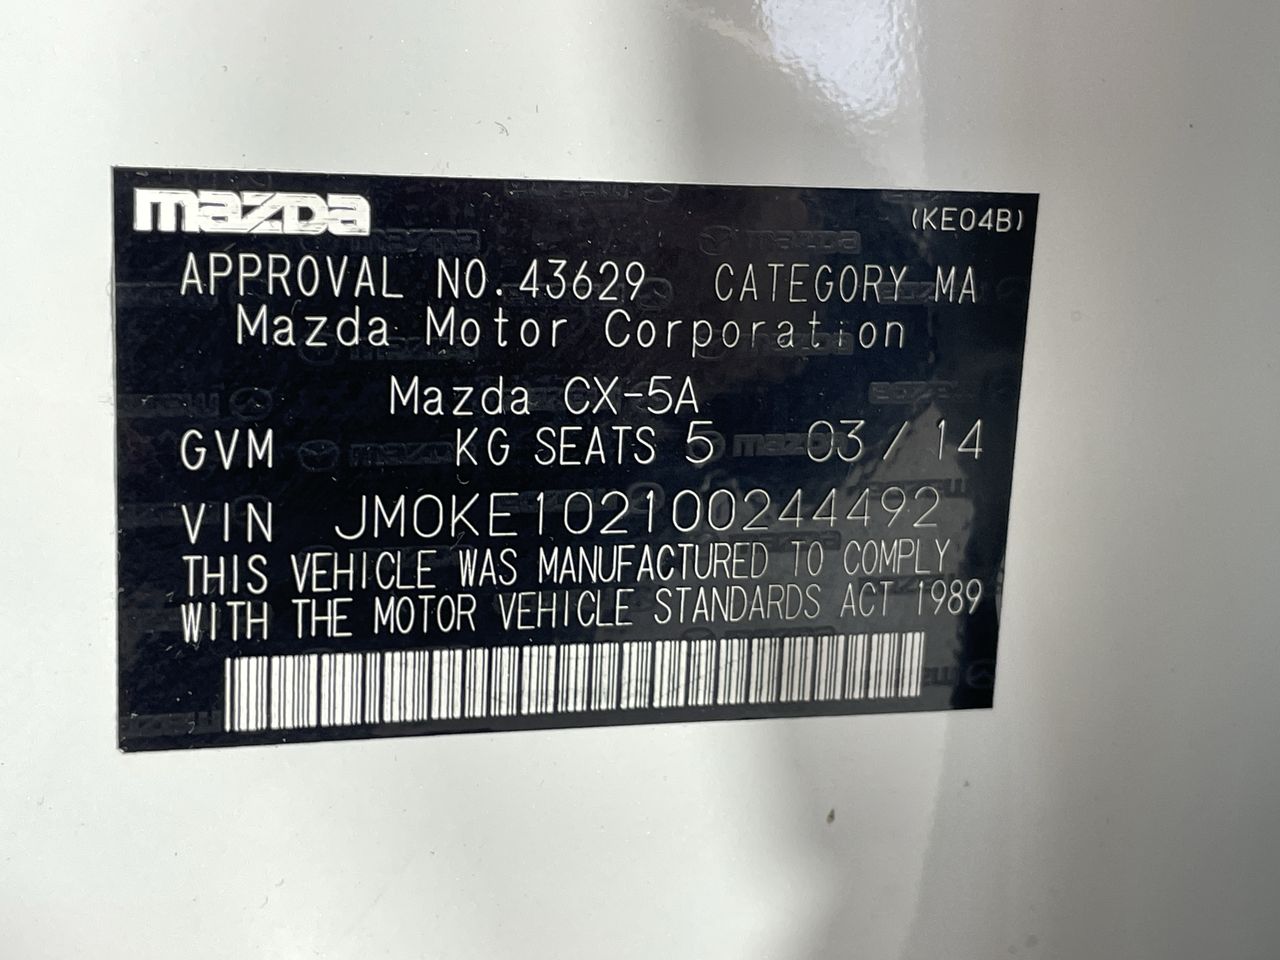 mazda (KE04B)
APPROVAL NO. 43629 CATEGORY MA
Mazda Motor Corporation
Mazda CX-5A
GVM KG SEATS 5 03 / 14
VIN JM0KE102100244492
THIS VEHICLE WAS MANUFACTURED TO COMPLY
WITH THE MOTOR VEHICLE STANDARDS ACT 1989